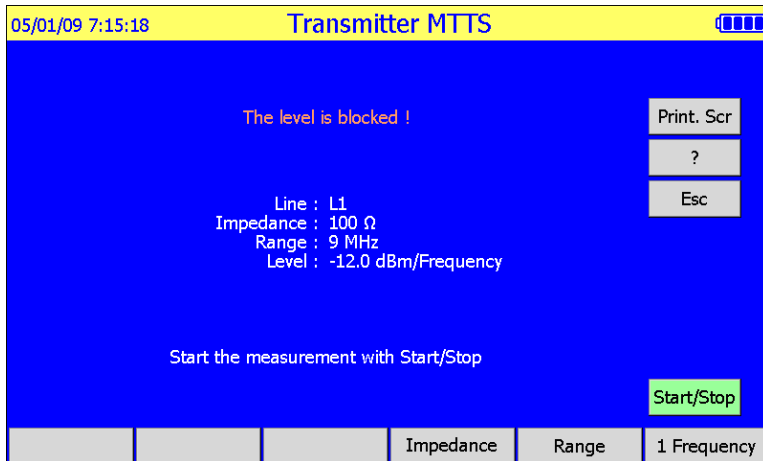 05/01/09 7:15:18 Transmitter MTTS
The level is blocked !
Print. Scr
?
Esc
Line : L1
Impedance : 100 Ω
Range : 9 MHz
Level : -12.0 dBm/Frequency
Start the measurement with Start/Stop
Start/Stop
Impedance Range 1 Frequency